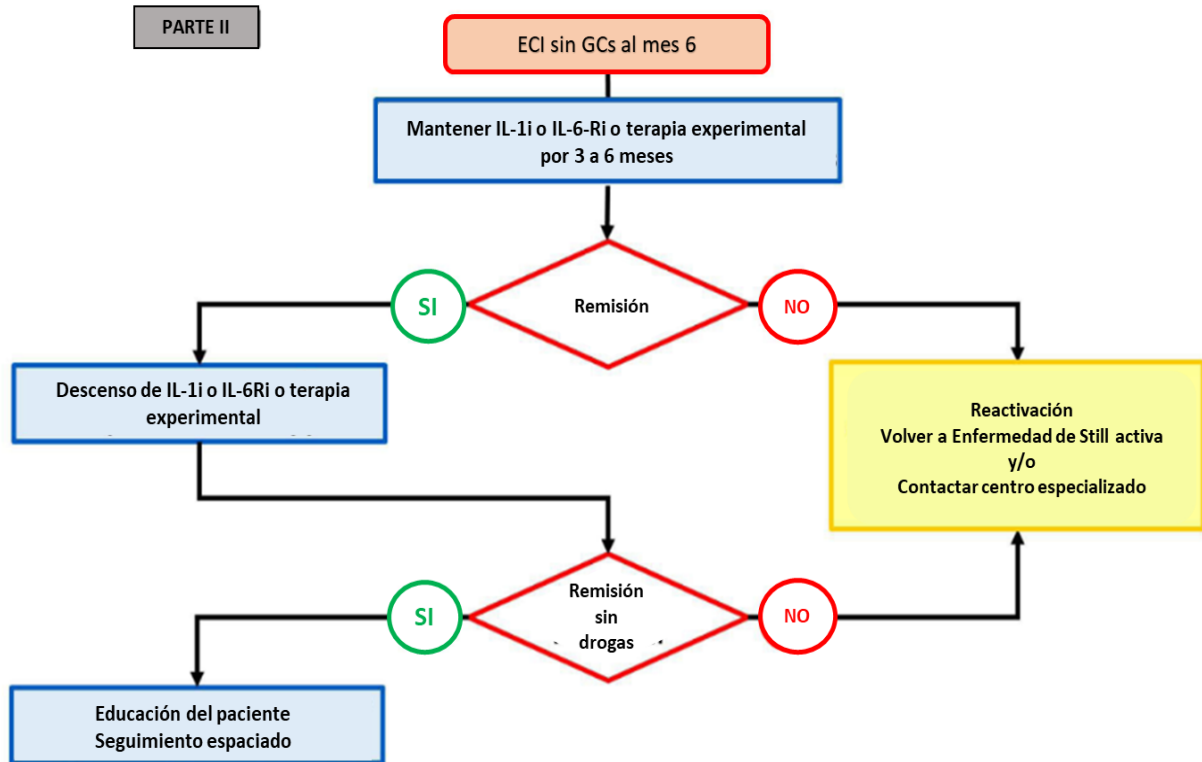 PARTE II
ECI sin GCs al mes 6
Mantener IL-1i o IL-6-Ri o terapia experimental
por 3 a 6 meses
SI
Remisión
NO
Descenso de IL-1i o IL-6Ri o terapia
experimental
Reactivación
Volver a Enfermedad de Still activa
y/o
Contactar centro especializado
SI
Remisión
sin
drogas
NO
Educación del paciente
Seguimiento espaciado